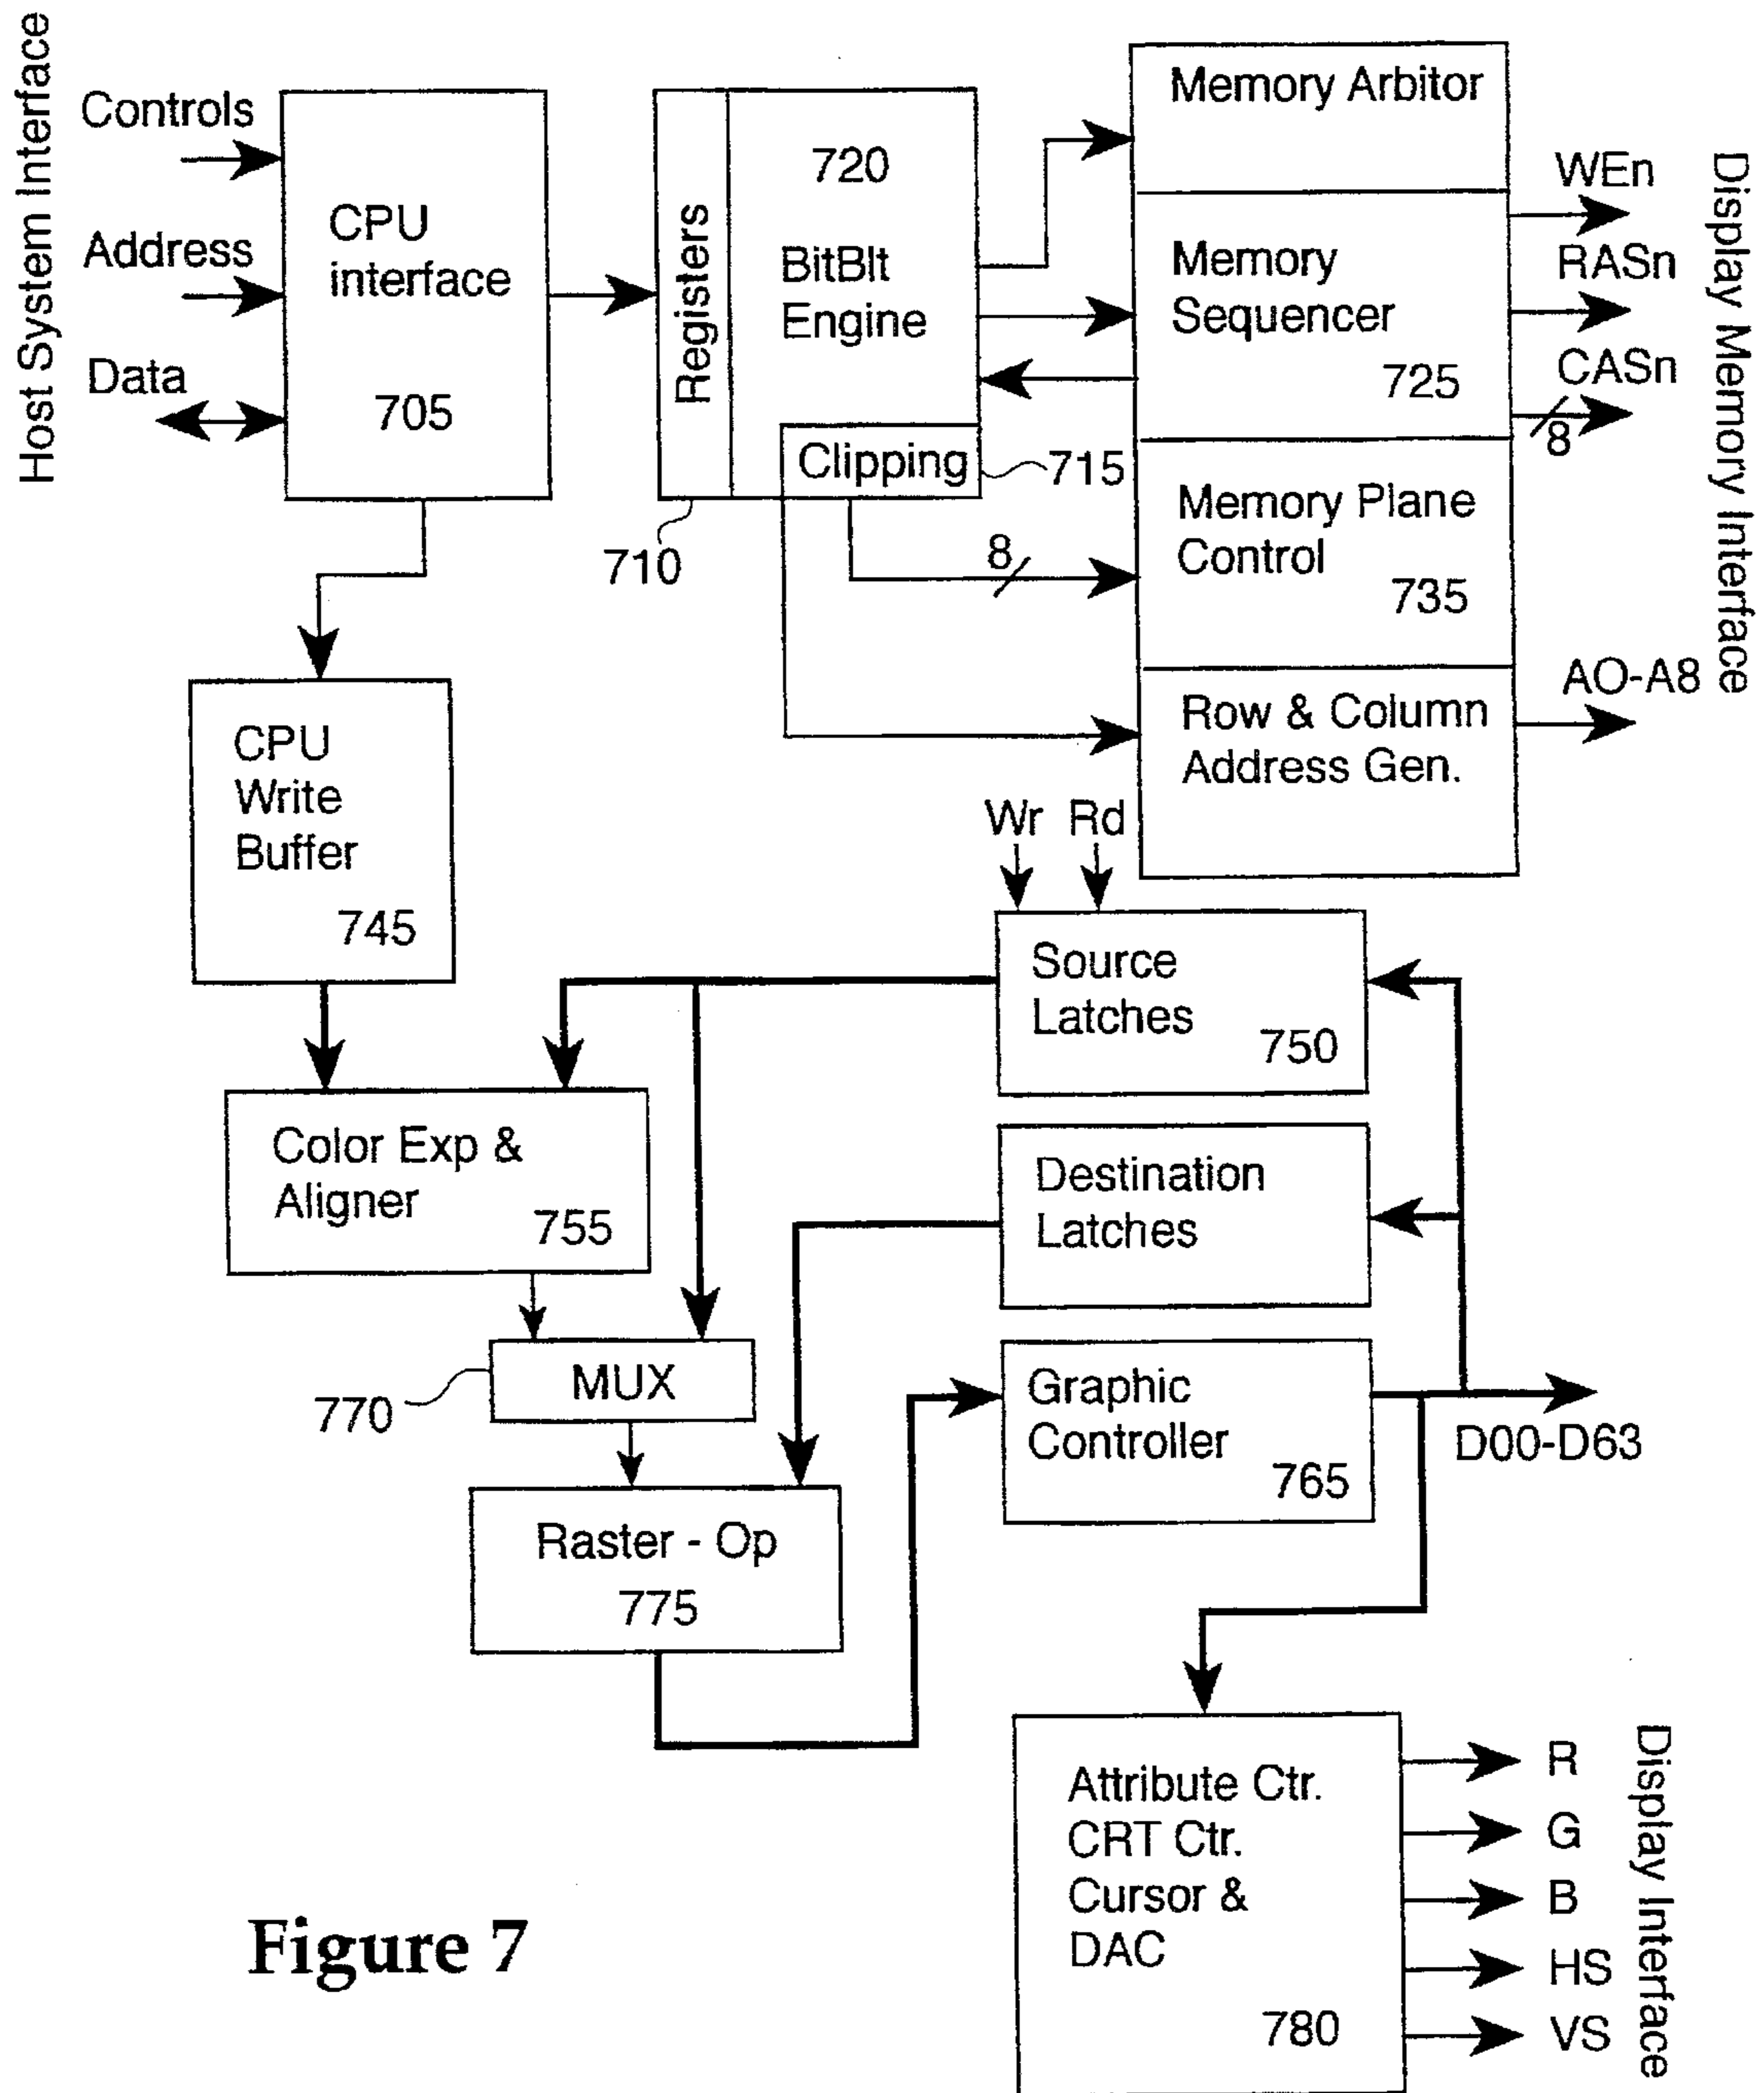 Host System Interface
Controls
Address
Data
CPU
interface
705
Registers
720
BitBlt
Engine
Clipping
715
710
8
Memory Arbitor
Memory
Sequencer
725
Memory Plane
Control
735
Row & Column
Address Gen.
WEn
RASn
CASn
8
AO-A8
Display Memory Interface
CPU
Write
Buffer
745
Wr Rd
Source
Latches
750
Color Exp &
Aligner
755
Destination
Latches
MUX
770
Graphic
Controller
765
D00-D63
Raster - Op
775
Attribute Ctr.
CRT Ctr.
Cursor &
DAC
780
R
G
B
HS
VS
Display Interface
Figure 7